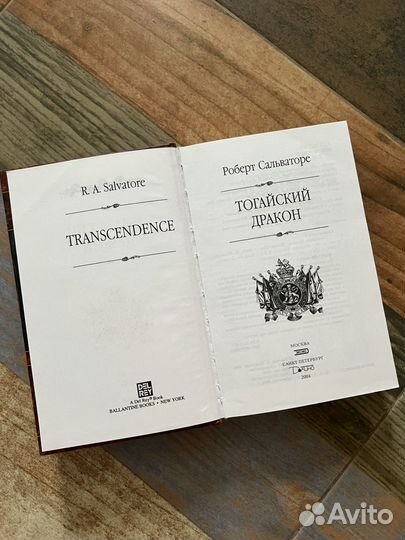 R. A. Salvatore
TRANSCENDENCE
DEL
REY
A Del Rey® Book
BALLANTINE BOOKS • NEW YORK
Роберт Сальваторе
ТОГАЙСКИЙ
ДРАКОН
МОСКВА
САНКТ-ПЕТЕРБУРГ
2004
Avito